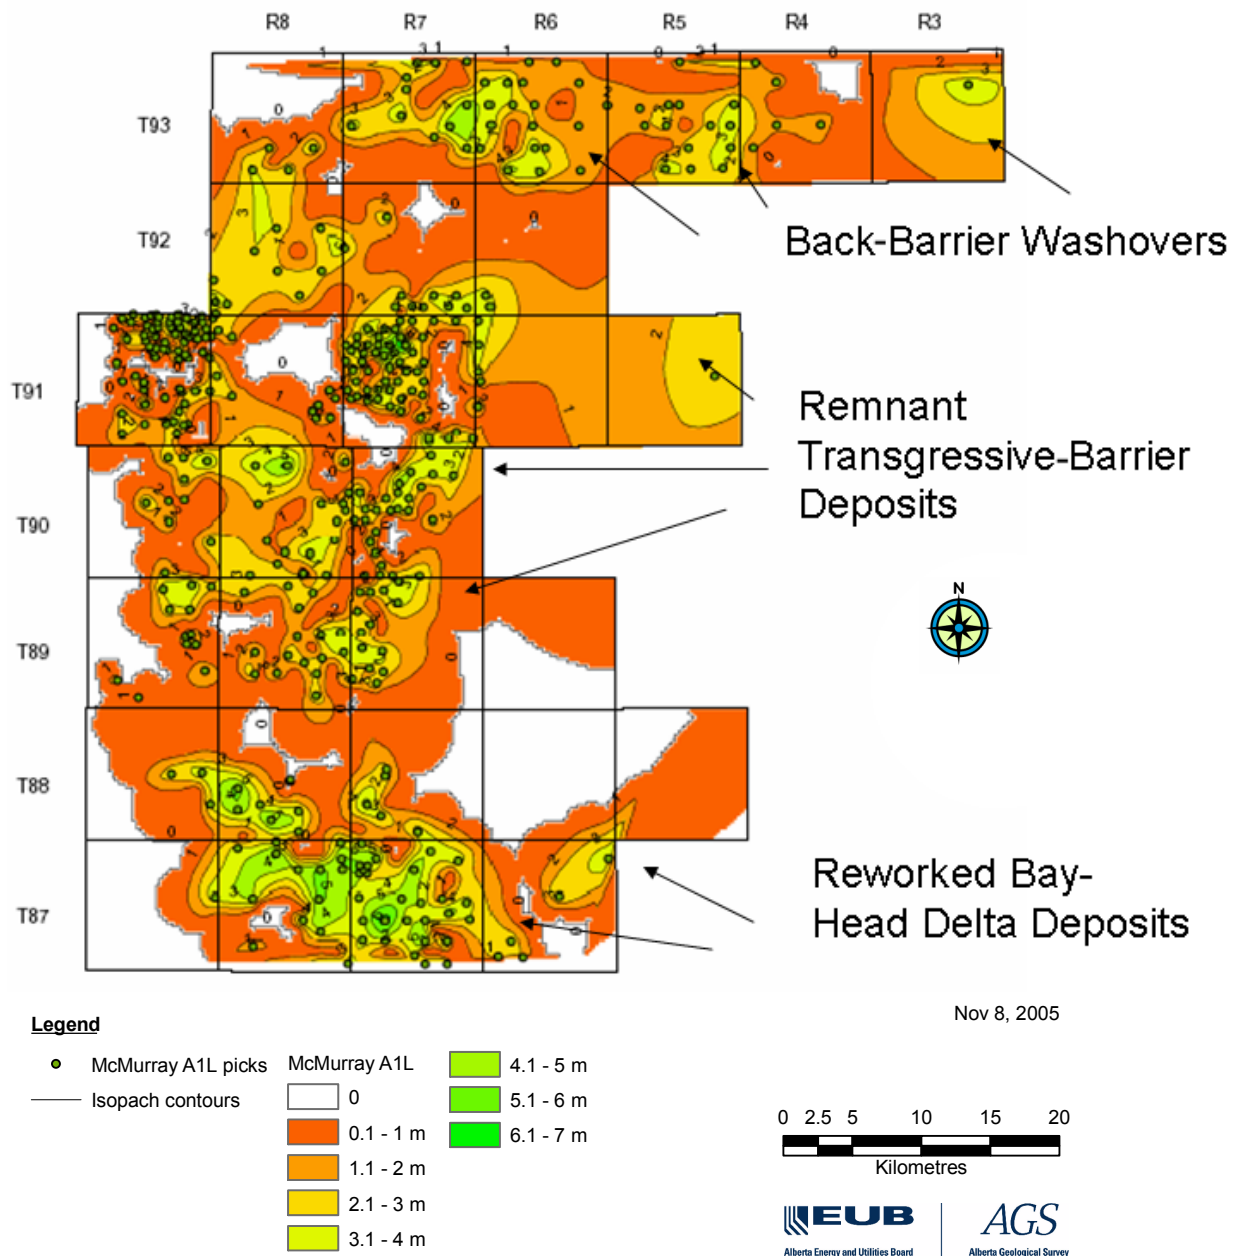 R8 R7 R6 R5 R4 R3
T93
T92
Back-Barrier Washovers
T91
Remnant
Transgressive-Barrier
Deposits
T90
N
T89
T88
Reworked Bay-
Head Delta Deposits
T87
Nov 8, 2005
Legend
McMurray A1L picks
Isopach contours
McMurray A1L
0
0.1 - 1 m
1.1 - 2 m
2.1 - 3 m
3.1 - 4 m
4.1 - 5 m
5.1 - 6 m
6.1 - 7 m
0 2.5 5 10 15 20
Kilometres
EUB
Alberta Energy and Utilities Board
AGS
Alberta Geological Survey